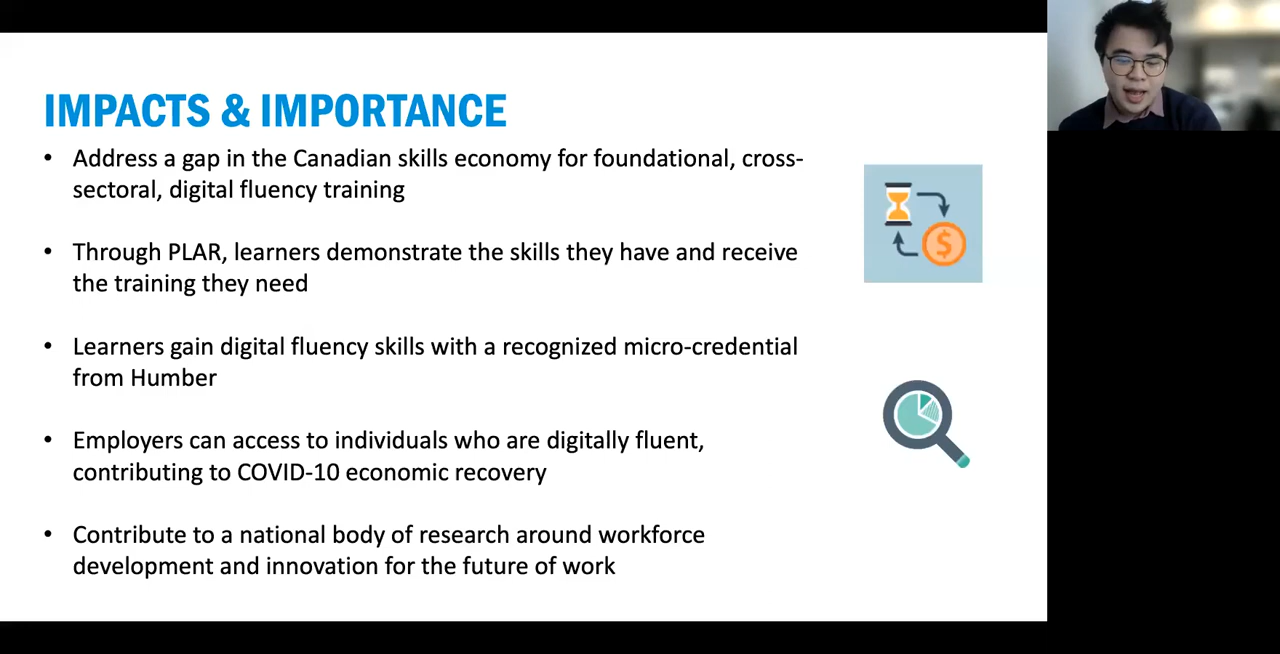 IMPACTS & IMPORTANCE
• Address a gap in the Canadian skills economy for foundational, cross-
sectoral, digital fluency training
• Through PLAR, learners demonstrate the skills they have and receive
the training they need
• Learners gain digital fluency skills with a recognized micro-credential
from Humber
• Employers can access to individuals who are digitally fluent,
contributing to COVID-10 economic recovery
• Contribute to a national body of research around workforce
development and innovation for the future of work
$